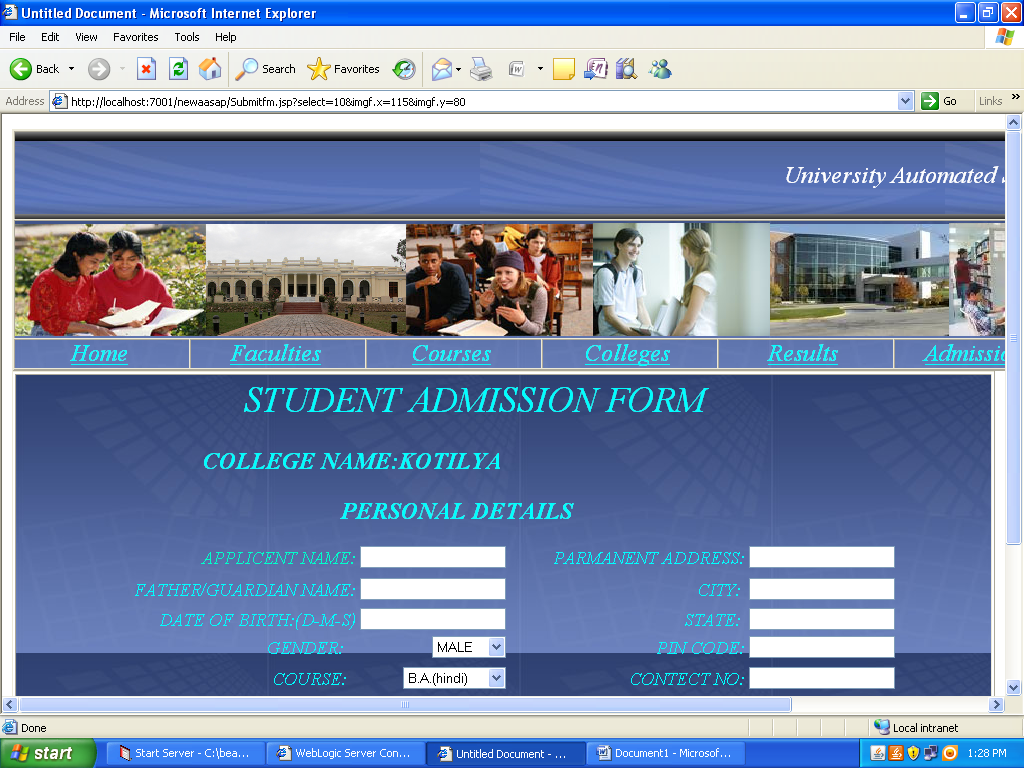 Untitled Document - Microsoft Internet Explorer
File Edit View Favorites Tools Help
Back Search Favorites
Address http://localhost:7001/newaasap/Submitfm.jsp?select=10&imgf.x=115&imgf.y=80 Go Links »
University Automated
Home Faculties Courses Colleges Results Admissio
STUDENT ADMISSION FORM
COLLEGE NAME:KOTILYA
PERSONAL DETAILS
APPLICENT NAME: PARMANENT ADDRESS:
FATHER/GUARDIAN NAME: CITY:
DATE OF BIRTH:(D-M-S) STATE:
GENDER: MALE PIN CODE:
COURSE: B.A.(hindi) CONTECT NO:
Done Local intranet
start Start Server - C:\bea... WebLogic Server Con... Untitled Document - ... Document1 - Microsof... 1:28 PM